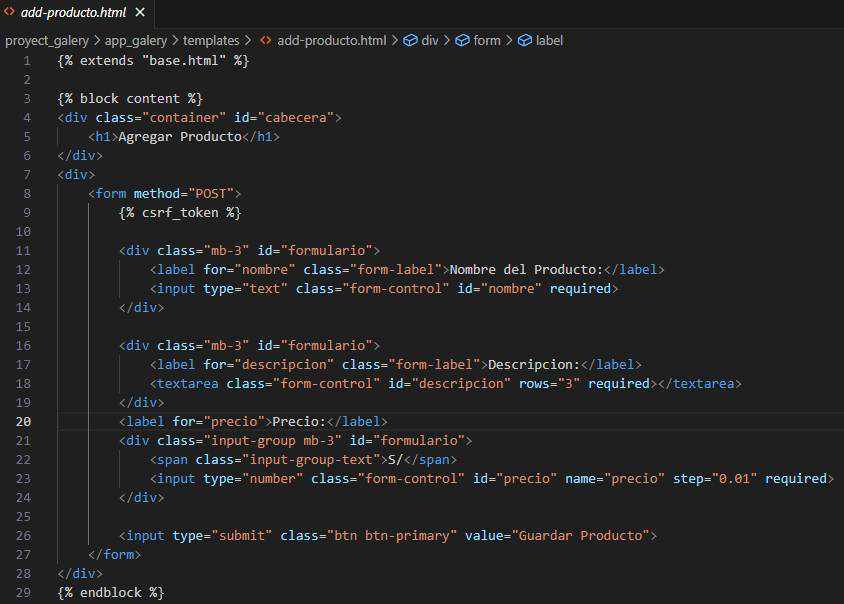 <> add-producto.html ×
proyect_galery > app_galery > templates > <> add-producto.html > div > form > label
1 {% extends "base.html" %}
2
3 {% block content %}
4 <div class="container" id="cabecera">
5 <h1>Agregar Producto</h1>
6 </div>
7 <div>
8 <form method="POST">
9 {% csrf_token %}
10
11 <div class="mb-3" id="formulario">
12 <label for="nombre" class="form-label">Nombre del Producto:</label>
13 <input type="text" class="form-control" id="nombre" required>
14 </div>
15
16 <div class="mb-3" id="formulario">
17 <label for="descripcion" class="form-label">Descripcion:</label>
18 <textarea class="form-control" id="descripcion" rows="3" required></textarea>
19 </div>
20 <label for="precio">Precio:</label>
21 <div class="input-group mb-3" id="formulario">
22 <span class="input-group-text">S/</span>
23 <input type="number" class="form-control" id="precio" name="precio" step="0.01" required>
24 </div>
25
26 <input type="submit" class="btn btn-primary" value="Guardar Producto">
27 </form>
28 </div>
29 {% endblock %}